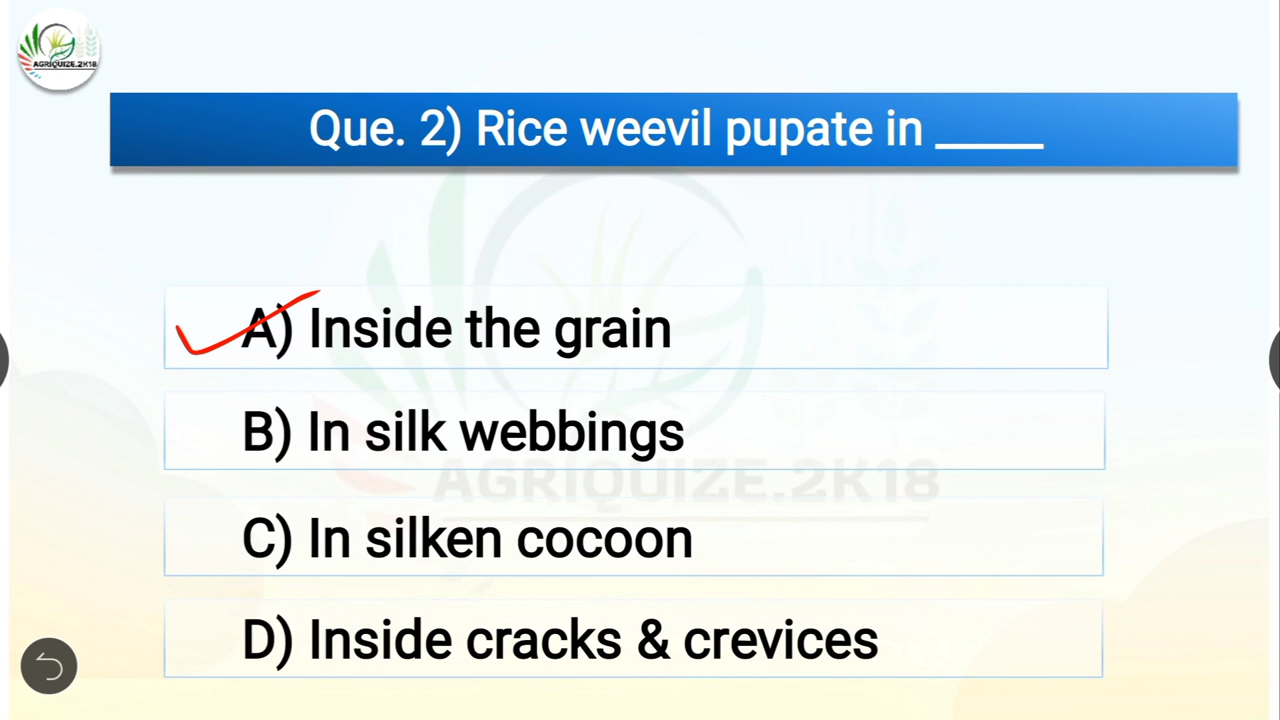 AGRIQUIZE.2K18
Que. 2) Rice weevil pupate in _____
A) Inside the grain
B) In silk webbings
AGRIQUIZE.2K18
C) In silken cocoon
D) Inside cracks & crevices